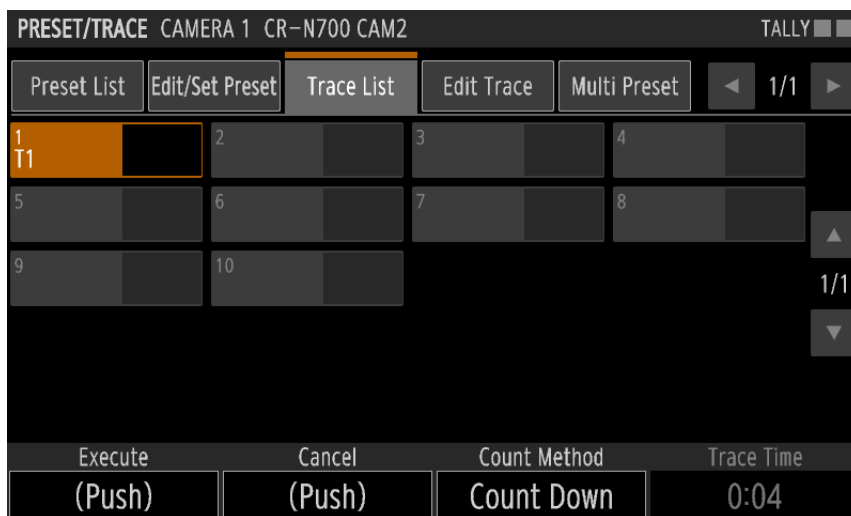 PRESET/TRACE CAMERA 1 CR-N700 CAM2 TALLY
Preset List Edit/Set Preset Trace List Edit Trace Multi Preset ◀ 1/1 ▶
1 2 3 4
T1
5 6 7 8
▲
9 10
1/1
▼
Execute Cancel Count Method Trace Time
(Push) (Push) Count Down 0:04